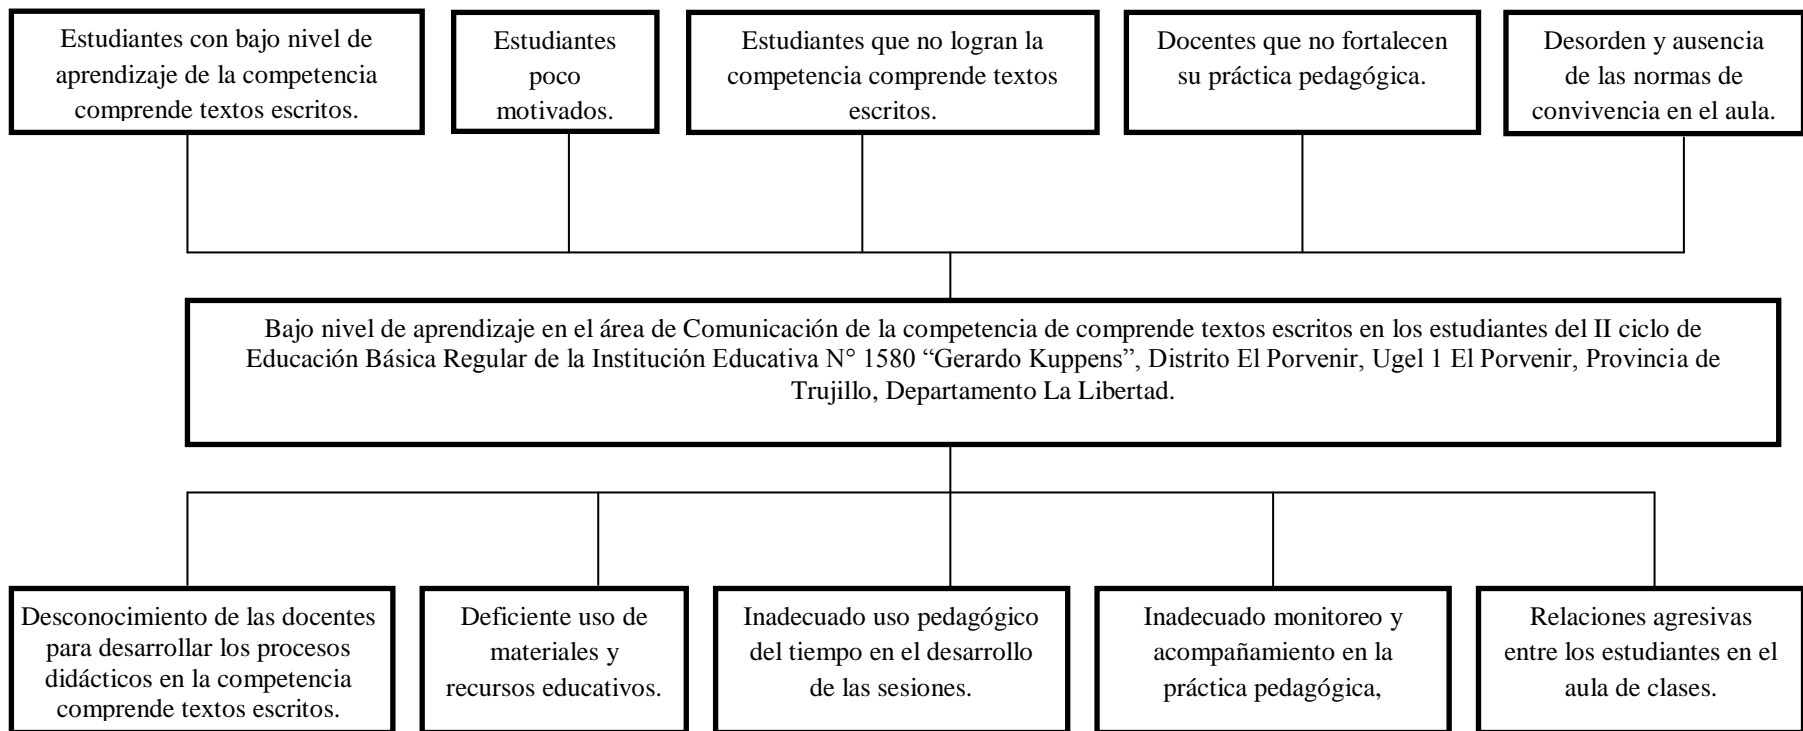 Estudiantes con bajo nivel de
aprendizaje de la competencia
comprende textos escritos.
Estudiantes
poco
motivados.
Estudiantes que no logran la
competencia comprende textos
escritos.
Docentes que no fortalecen
su práctica pedagógica.
Desorden y ausencia
de las normas de
convivencia en el aula.
Bajo nivel de aprendizaje en el área de Comunicación de la competencia de comprende textos escritos en los estudiantes del II ciclo de
Educación Básica Regular de la Institución Educativa N° 1580 “Gerardo Kuppens”, Distrito El Porvenir, Ugel 1 El Porvenir, Provincia de
Trujillo, Departamento La Libertad.
Desconocimiento de las docentes
para desarrollar los procesos
didácticos en la competencia
comprende textos escritos.
Deficiente uso de
materiales y
recursos educativos.
Inadecuado uso pedagógico
del tiempo en el desarrollo
de las sesiones.
Inadecuado monitoreo y
acompañamiento en la
práctica pedagógica,
Relaciones agresivas
entre los estudiantes en el
aula de clases.